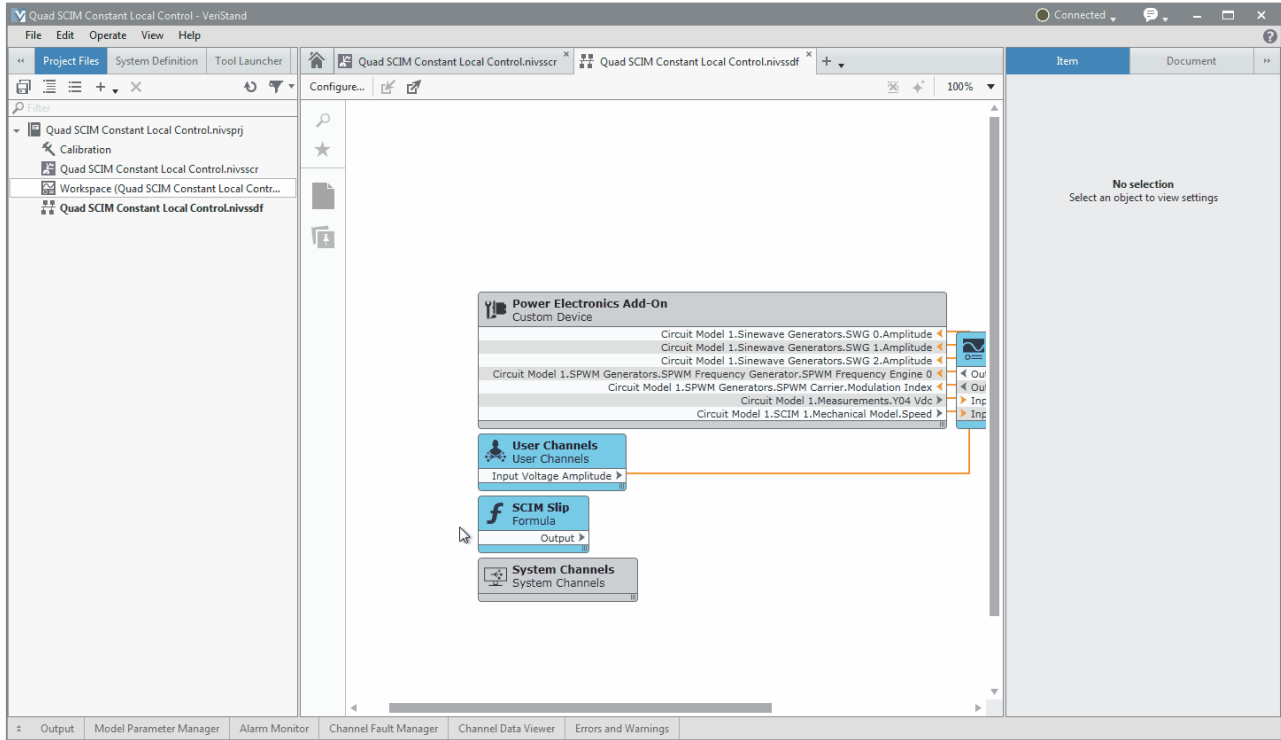 Quad SCIM Constant Local Control - VeriStand
Connected
File Edit Operate View Help
Project Files System Definition Tool Launcher
Quad SCIM Constant Local Control.nivsscr
Quad SCIM Constant Local Control.nivssdf
Item Document
Configure...
100%
Filter
Quad SCIM Constant Local Control.nivsprj
Calibration
Quad SCIM Constant Local Control.nivsscr
Workspace (Quad SCIM Constant Local Contr...
Quad SCIM Constant Local Control.nivssdf
No selection
Select an object to view settings
Power Electronics Add-On
Custom Device
Circuit Model 1.Sinewave Generators.SWG 0.Amplitude
Circuit Model 1.Sinewave Generators.SWG 1.Amplitude
Circuit Model 1.Sinewave Generators.SWG 2.Amplitude
Circuit Model 1.SPWM Generators.SPWM Frequency Generator.SPWM Frequency Engine 0
Out
Circuit Model 1.SPWM Generators.SPWM Carrier.Modulation Index
Out
Circuit Model 1.Measurements.Y04 Vdc
Inp
Circuit Model 1.SCIM 1.Mechanical Model.Speed
Inp
User Channels
User Channels
Input Voltage Amplitude
SCIM Slip
Formula
Output
System Channels
System Channels
Output Model Parameter Manager Alarm Monitor Channel Fault Manager Channel Data Viewer Errors and Warnings